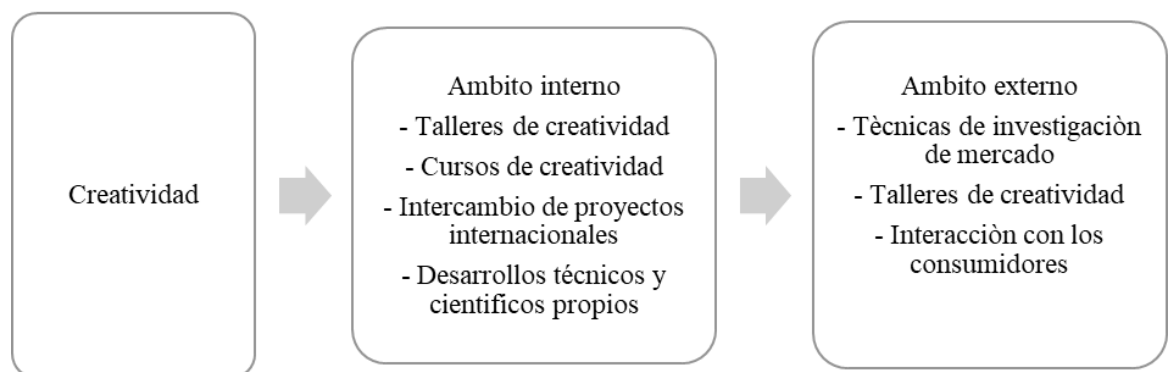 Creatividad
Ambito interno
- Talleres de creatividad
- Cursos de creatividad
- Intercambio de proyectos
internacionales
- Desarrollos técnicos y
cientificos propios
Ambito externo
- Tècnicas de investigaciòn
de mercado
- Talleres de creatividad
- Interacciòn con los
consumidores